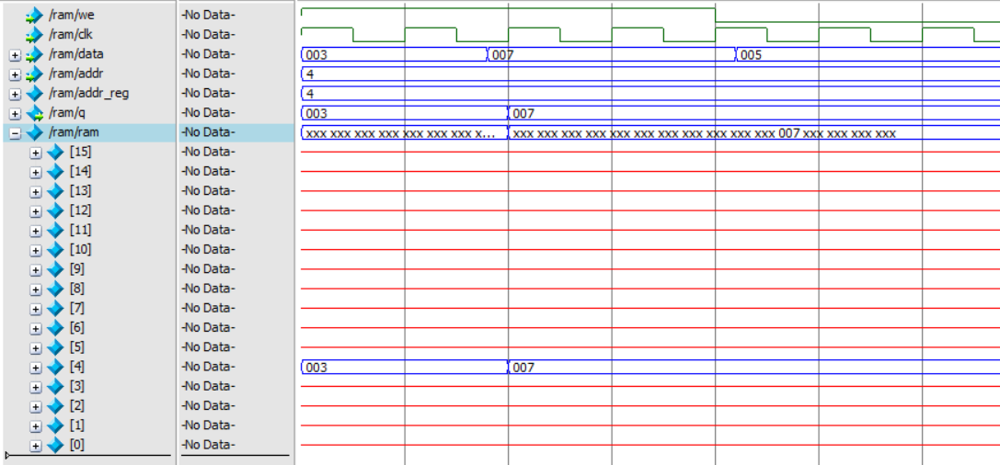 /ram/we -No Data-
/ram/clk -No Data-
/ram/data -No Data- 003 007 005
/ram/addr -No Data- 4
/ram/addr_reg -No Data- 4
/ram/q -No Data- 003 007
/ram/ram -No Data- xxx xxx xxx xxx xxx xxx xxx x... xxx xxx xxx xxx xxx xxx xxx xxx xxx xxx xxx 007 xxx xxx xxx xxx
[15] -No Data-
[14] -No Data-
[13] -No Data-
[12] -No Data-
[11] -No Data-
[10] -No Data-
[9] -No Data-
[8] -No Data-
[7] -No Data-
[6] -No Data-
[5] -No Data-
[4] -No Data- 003 007
[3] -No Data-
[2] -No Data-
[1] -No Data-
[0] -No Data-